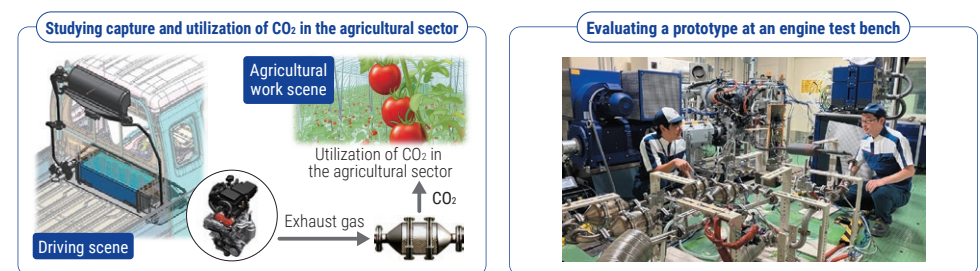 Studying capture and utilization of CO₂ in the agricultural sector
Agricultural
work scene
Utilization of CO₂ in
the agricultural sector
CO₂
Exhaust gas
Driving scene
Evaluating a prototype at an engine test bench